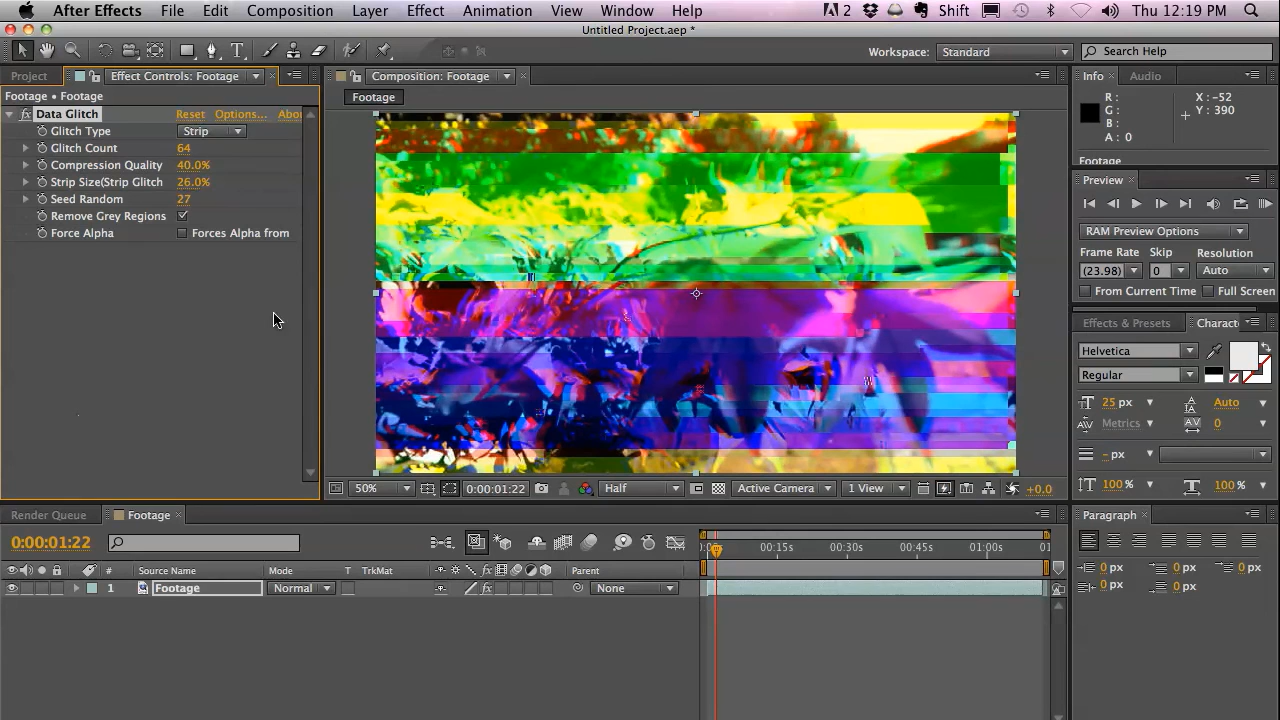 After Effects File Edit Composition Layer Effect Animation View Window Help 2 Shift Thu 12:19 PM
Untitled Project.aep *
T Workspace: Standard Search Help
Project Effect Controls: Footage Composition: Footage Info Audio
Footage • Footage Footage
R : X : -52
G : Y : 390
B :
A : 0
fx Data Glitch Reset Options... Abou
Glitch Type Strip
Glitch Count 64
Compression Quality 40.0%
Strip Size(Strip Glitch 26.0%
Seed Random 27
Remove Grey Regions
Force Alpha Forces Alpha from
Footage
Preview
RAM Preview Options
Frame Rate Skip Resolution
(23.98) 0 Auto
From Current Time Full Screen
Effects & Presets Charact
Helvetica
Regular
25 px Auto
Metrics 0
- px
100 % 100 %
50% 0:00:01:22 Half Active Camera 1 View +0.0
Render Queue Footage Paragraph
0:00:01:22
00:15s 00:30s 00:45s 01:00s 01
# Source Name Mode T TrkMat Parent
1 Footage Normal fx None
0 px 0 px 0 px
0 px 0 px